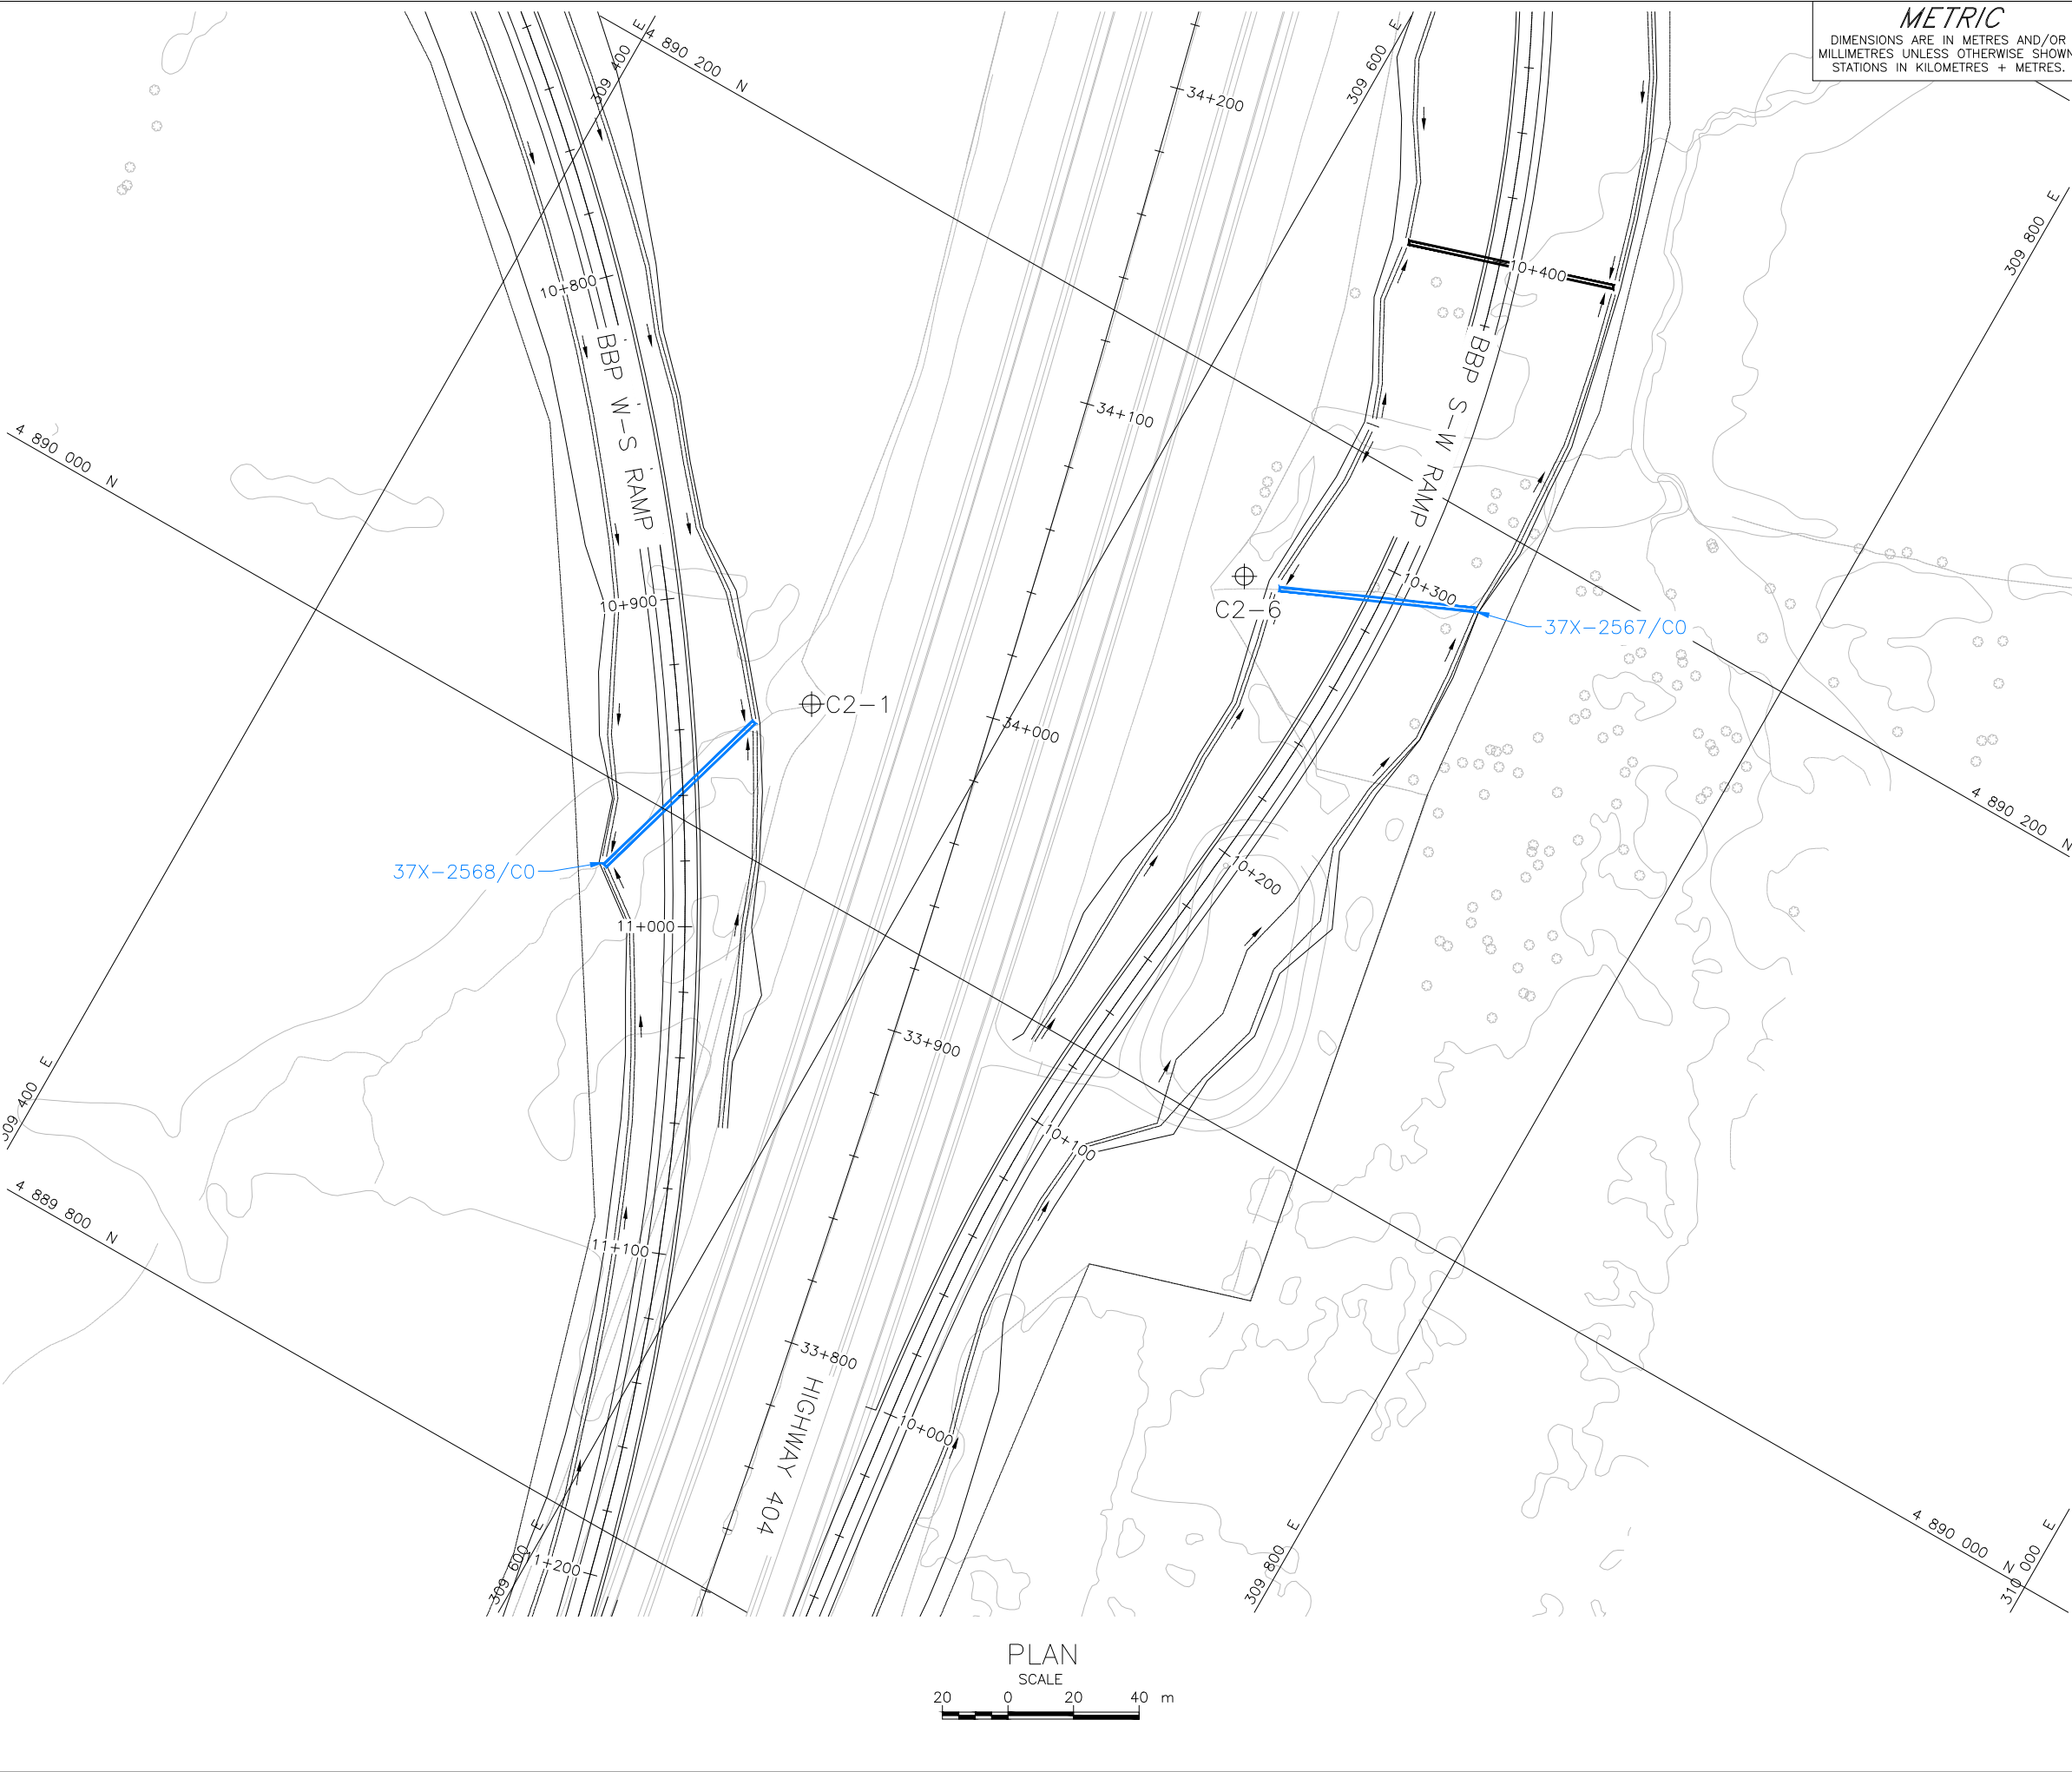 METRIC
DIMENSIONS ARE IN METRES AND/OR
MILLIMETRES UNLESS OTHERWISE SHOWN
STATIONS IN KILOMETRES + METRES.
309 400 E
4 890 200 N
34+200
309 600 E
309 800 E
10+800
10+400
BBP W-S RAMP
BBP S-W RAMP
34+100
4 890 000 N
10+900
10+300
C2-6
37X-2567/C0
C2-1
34+000
4 890 200 N
37X-2568/C0
10+200
11+000
33+900
309 400 E
10+100
4 889 800 N
11+100
33+800
HIGHWAY 404
10+000
309 600 E
11+200
309 800 E
4 890 000 N
310 000 E
PLAN
SCALE
20 0 20 40 m